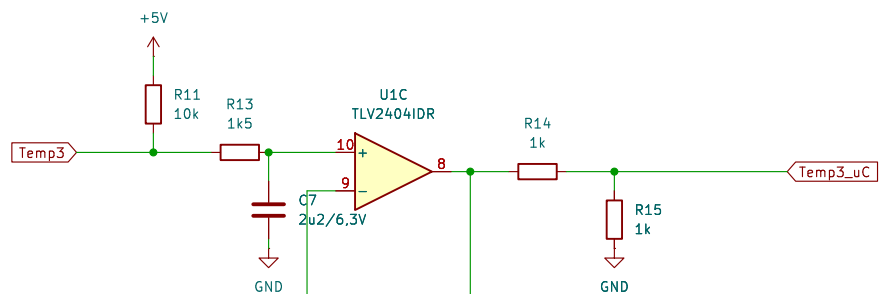 +5V
R11
10k
R13
1k5
Temp3
U1C
TLV2404IDR
10
+
9
−
8
C7
2u2/6,3V
GND
R14
1k
Temp3_uC
R15
1k
GND